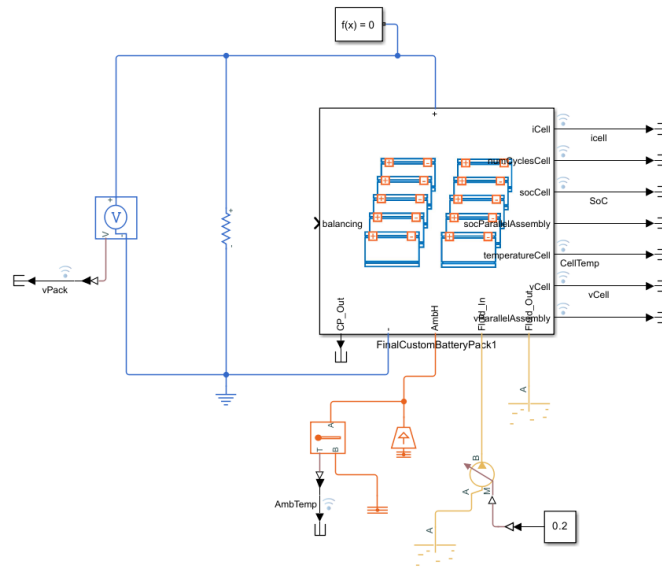 f(x) = 0
+
iCell
icell
numCyclesCell
socCell
SoC
balancing
socParallelAssembly
temperatureCell
CellTemp
vCell
vCell
vParallelAssembly
CP_Out
-
AmbH
Fluid_In
Fluid_Out
FinalCustomBatteryPack1
+
V
V
vPack
+
-
A
T
B
AmbTemp
A
B
A
M
A
0.2